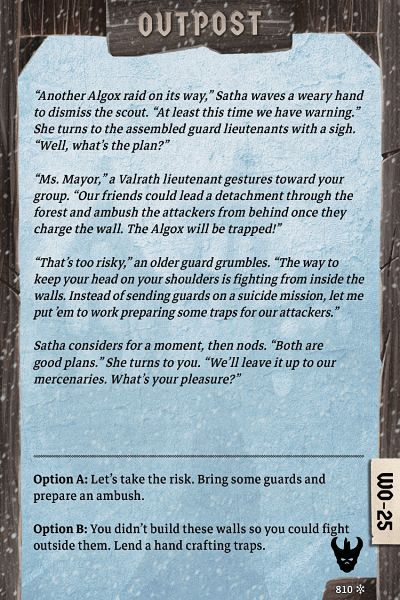 OUTPOST
“Another Algox raid on its way,” Satha waves a weary hand
to dismiss the scout. “At least this time we have warning.”
She turns to the assembled guard lieutenants with a sigh.
“Well, what’s the plan?”
“Ms. Mayor,” a Valrath lieutenant gestures toward your
group. “Our friends could lead a detachment through the
forest and ambush the attackers from behind once they
charge the wall. The Algox will be trapped!”
“That’s too risky,” an older guard grumbles. “The way to
keep your head on your shoulders is fighting from inside the
walls. Instead of sending guards on a suicide mission, let me
put ’em to work preparing some traps for our attackers.”
Satha considers for a moment, then nods. “Both are
good plans.” She turns to you. “We’ll leave it up to our
mercenaries. What’s your pleasure?”
Option A: Let’s take the risk. Bring some guards and
prepare an ambush.
Option B: You didn’t build these walls so you could fight
outside them. Lend a hand crafting traps.
WO-25
810